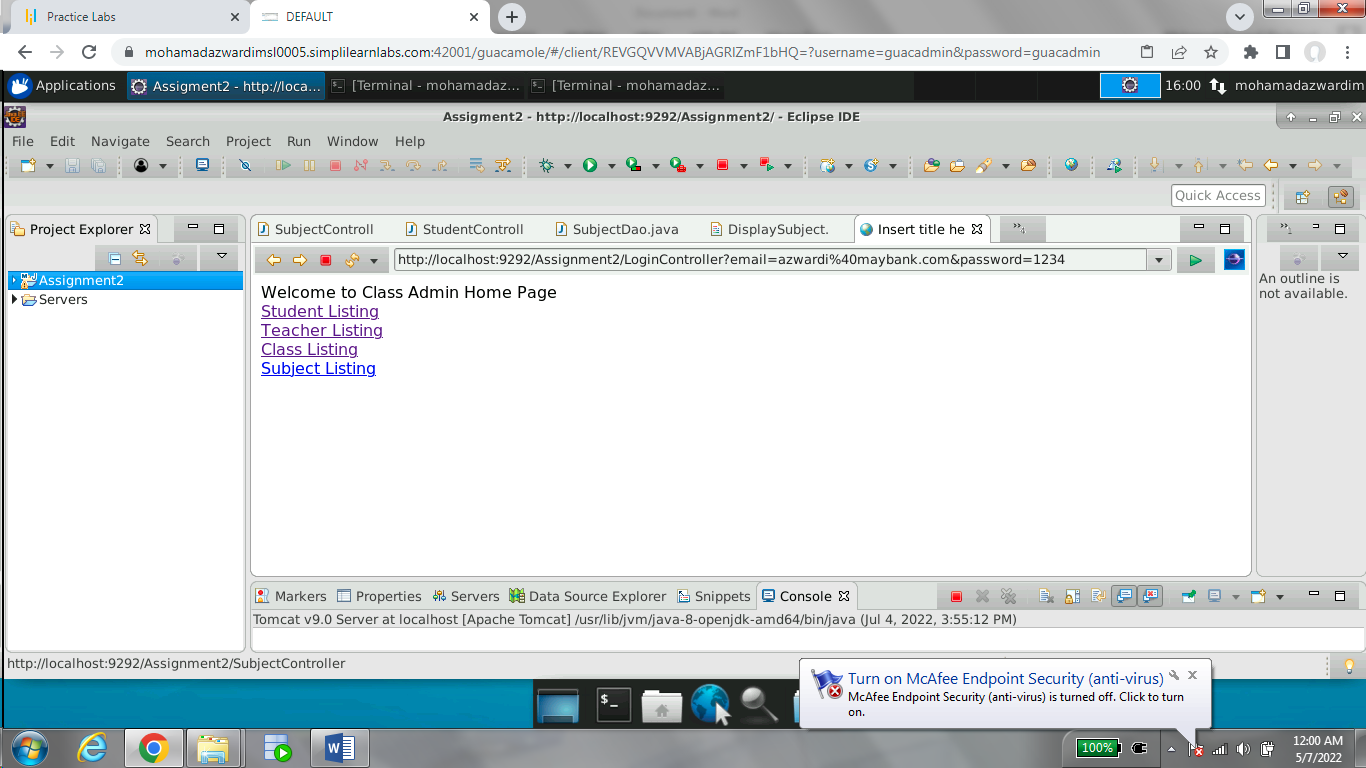 Practice Labs
DEFAULT
mohamadazwardimsl0005.simplilearnlabs.com:42001/guacamole/#/client/REVGQVVMVABjAGRlZmF1bHQ=?username=guacadmin&password=guacadmin
Applications
Assigment2 - http://loca...
[Terminal - mohamadaz...
[Terminal - mohamadaz...
16:00
mohamadazwardim
Assigment2 - http://localhost:9292/Assignment2/ - Eclipse IDE
File Edit Navigate Search Project Run Window Help
Quick Access
Project Explorer
SubjectControll
StudentControll
SubjectDao.java
DisplaySubject.
Insert title he
http://localhost:9292/Assignment2/LoginController?email=azwardi%40maybank.com&password=1234
Assignment2
Servers
Welcome to Class Admin Home Page
Student Listing
Teacher Listing
Class Listing
Subject Listing
An outline is
not available.
Markers Properties Servers Data Source Explorer Snippets Console
Tomcat v9.0 Server at localhost [Apache Tomcat] /usr/lib/jvm/java-8-openjdk-amd64/bin/java (Jul 4, 2022, 3:55:12 PM)
http://localhost:9292/Assignment2/SubjectController
Turn on McAfee Endpoint Security (anti-virus)
McAfee Endpoint Security (anti-virus) is turned off. Click to turn
on.
100%
12:00 AM
5/7/2022